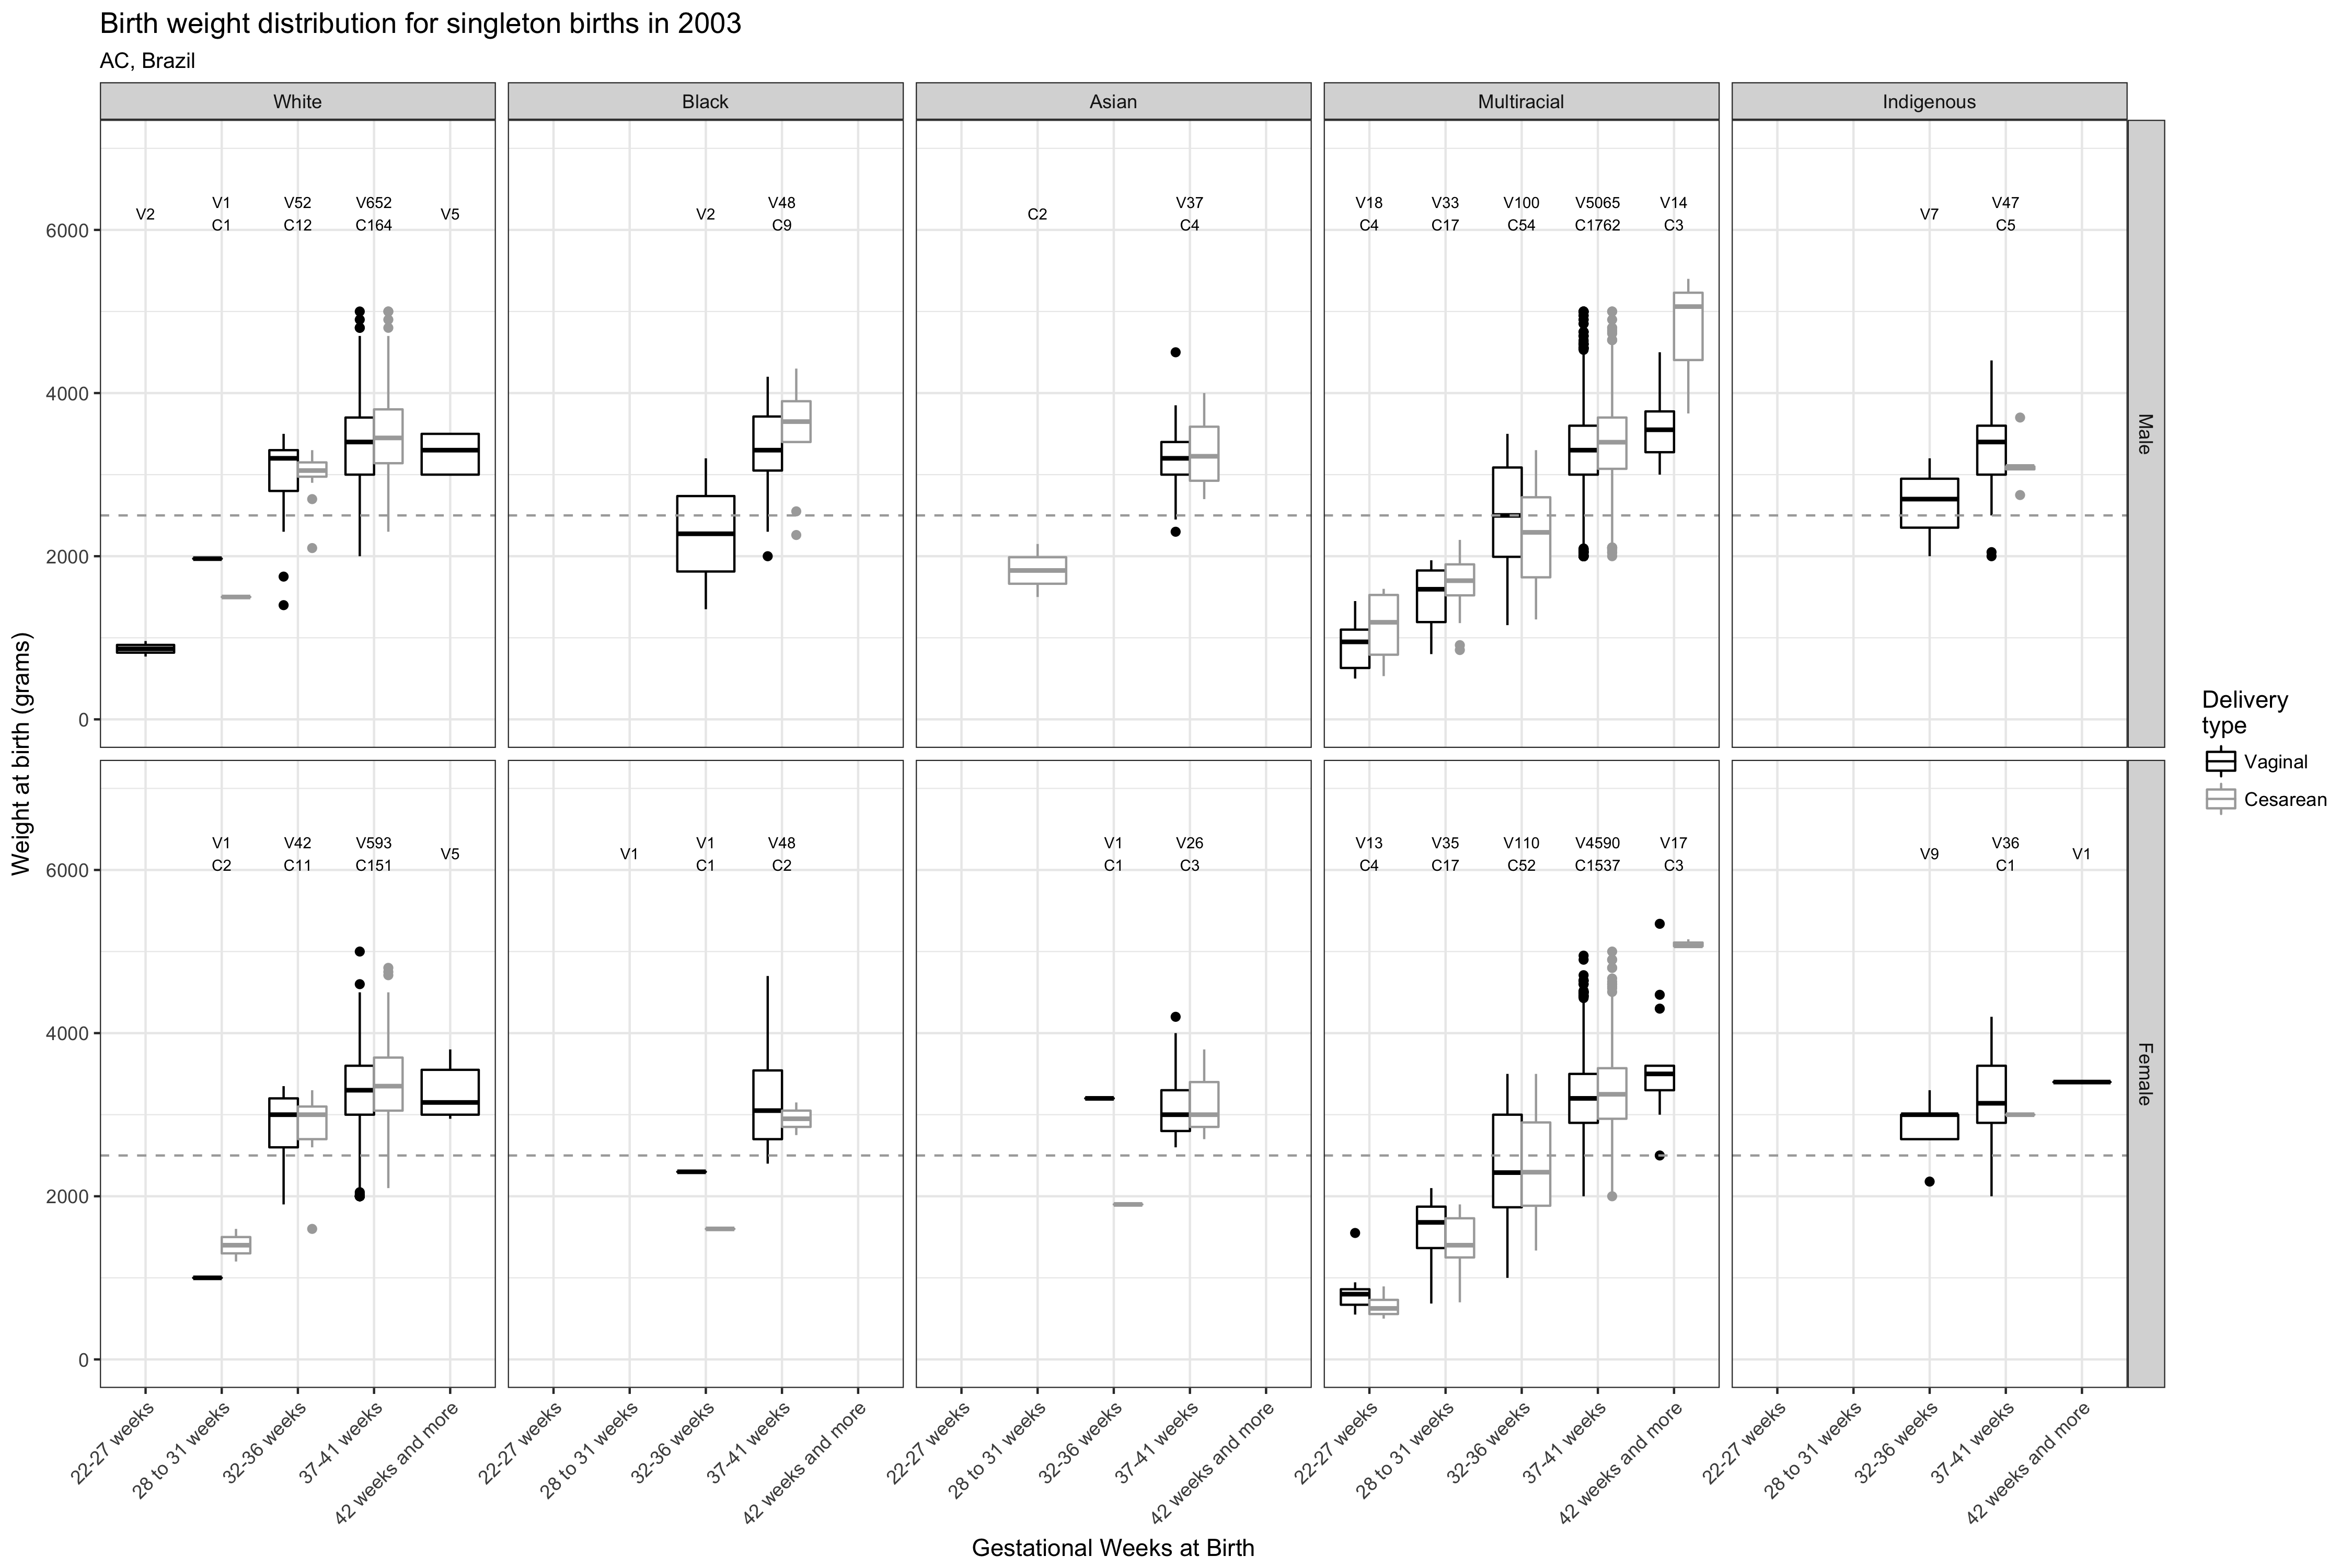 Birth weight distribution for singleton births in 2003
AC, Brazil
White
Black
Asian
Multiracial
Indigenous
V2
V1
C1
V52
C12
V652
C164
V5
V2
V48
C9
C2
V37
C4
V18
C4
V33
C17
V100
C54
V5065
C1762
V14
C3
V7
V47
C5
6000
4000
2000
0
Male
V1
C2
V42
C11
V593
C151
V5
V1
V1
C1
V48
C2
V1
C1
V26
C3
V13
C4
V35
C17
V110
C52
V4590
C1537
V17
C3
V9
V36
C1
V1
6000
4000
2000
0
Female
Weight at birth (grams)
22-27 weeks
28 to 31 weeks
32-36 weeks
37-41 weeks
42 weeks and more
22-27 weeks
28 to 31 weeks
32-36 weeks
37-41 weeks
42 weeks and more
22-27 weeks
28 to 31 weeks
32-36 weeks
37-41 weeks
42 weeks and more
22-27 weeks
28 to 31 weeks
32-36 weeks
37-41 weeks
42 weeks and more
22-27 weeks
28 to 31 weeks
32-36 weeks
37-41 weeks
42 weeks and more
Gestational Weeks at Birth
Delivery
type
Vaginal
Cesarean